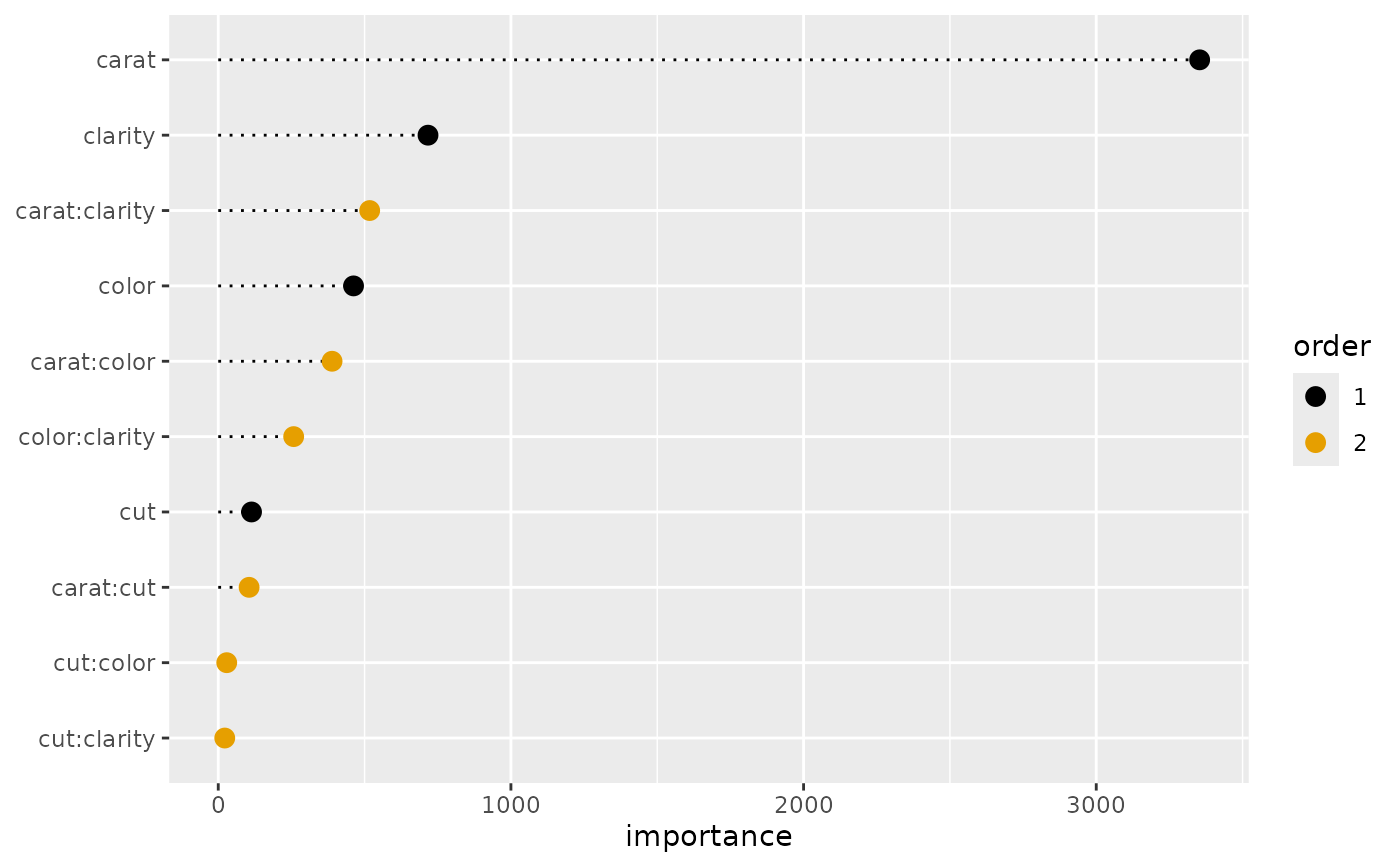 carat
clarity
carat:clarity
color
carat:color
color:clarity
cut
carat:cut
cut:color
cut:clarity
0 1000 2000 3000
importance
order
1
2